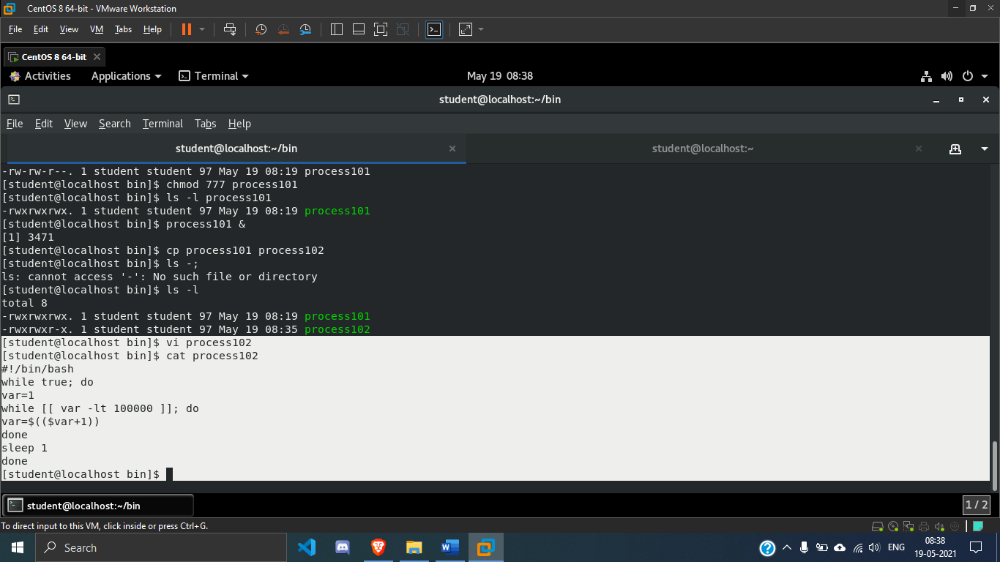 CentOS 8 64-bit - VMware Workstation
File Edit View VM Tabs Help
CentOS 8 64-bit
Activities Applications Terminal May 19 08:38
student@localhost:~/bin
File Edit View Search Terminal Tabs Help
student@localhost:~/bin student@localhost:~
-rw-rw-r--. 1 student student 97 May 19 08:19 process101
[student@localhost bin]$ chmod 777 process101
[student@localhost bin]$ ls -l process101
-rwxrwxrwx. 1 student student 97 May 19 08:19 process101
[student@localhost bin]$ process101 &
[1] 3471
[student@localhost bin]$ cp process101 process102
[student@localhost bin]$ ls -;
ls: cannot access '-': No such file or directory
[student@localhost bin]$ ls -l
total 8
-rwxrwxrwx. 1 student student 97 May 19 08:19 process101
-rwxrwxr-x. 1 student student 97 May 19 08:35 process102
[student@localhost bin]$ vi process102
[student@localhost bin]$ cat process102
#!/bin/bash
while true; do
var=1
while [[ var -lt 100000 ]]; do
var=$(($var+1))
done
sleep 1
done
[student@localhost bin]$
student@localhost:~/bin 1 / 2
To direct input to this VM, click inside or press Ctrl+G.
Search ENG 08:38
19-05-2021